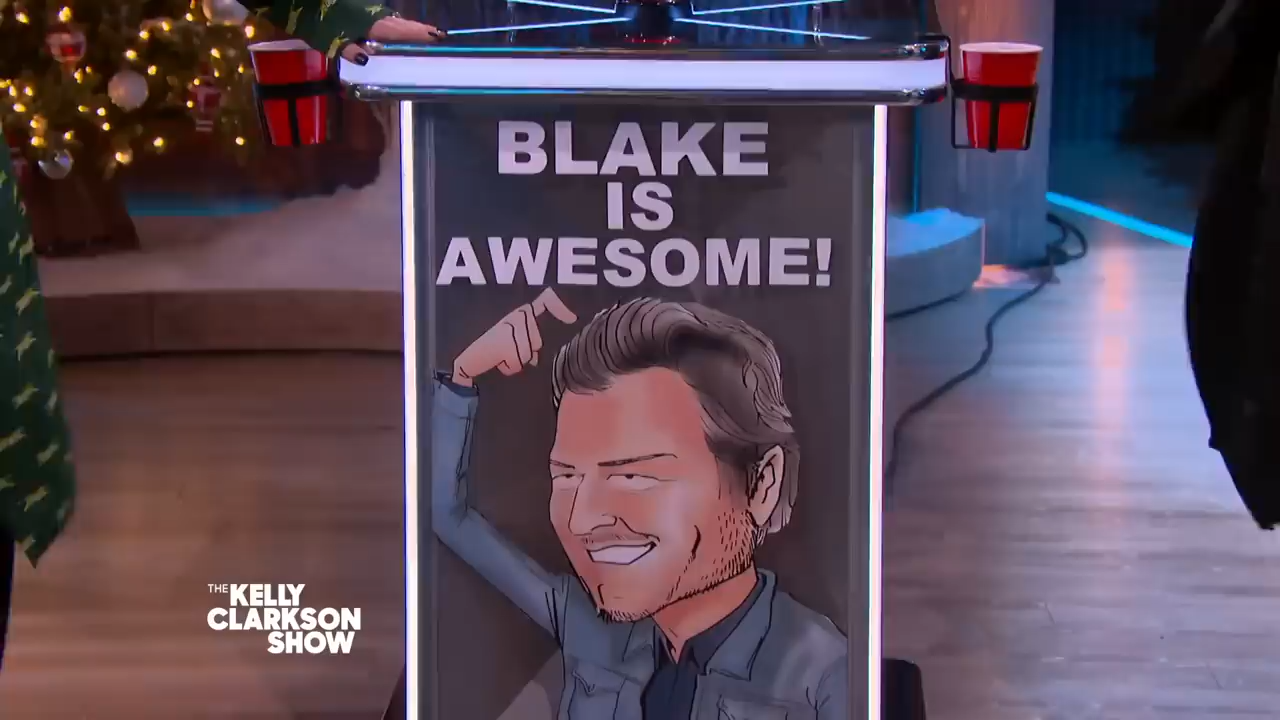 BLAKE
IS
AWESOME!
THE KELLY
CLARKSON
SHOW